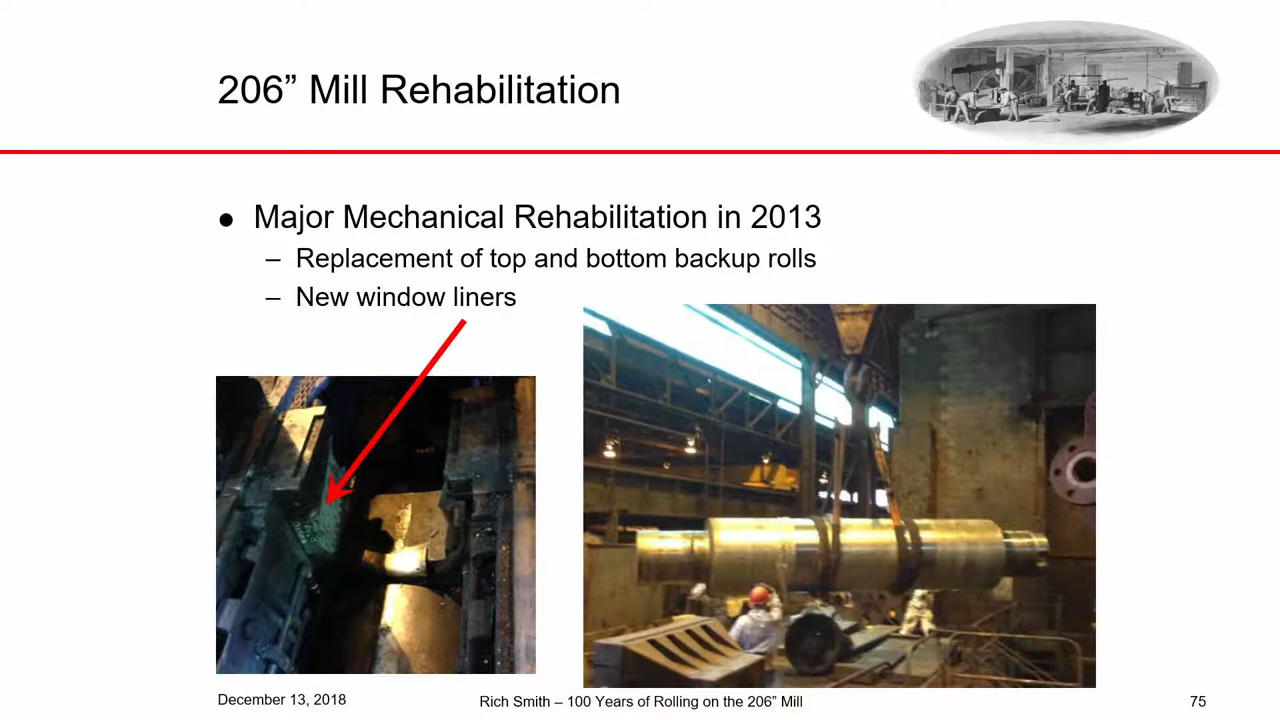 206” Mill Rehabilitation
● Major Mechanical Rehabilitation in 2013
– Replacement of top and bottom backup rolls
– New window liners
December 13, 2018
Rich Smith – 100 Years of Rolling on the 206” Mill
75